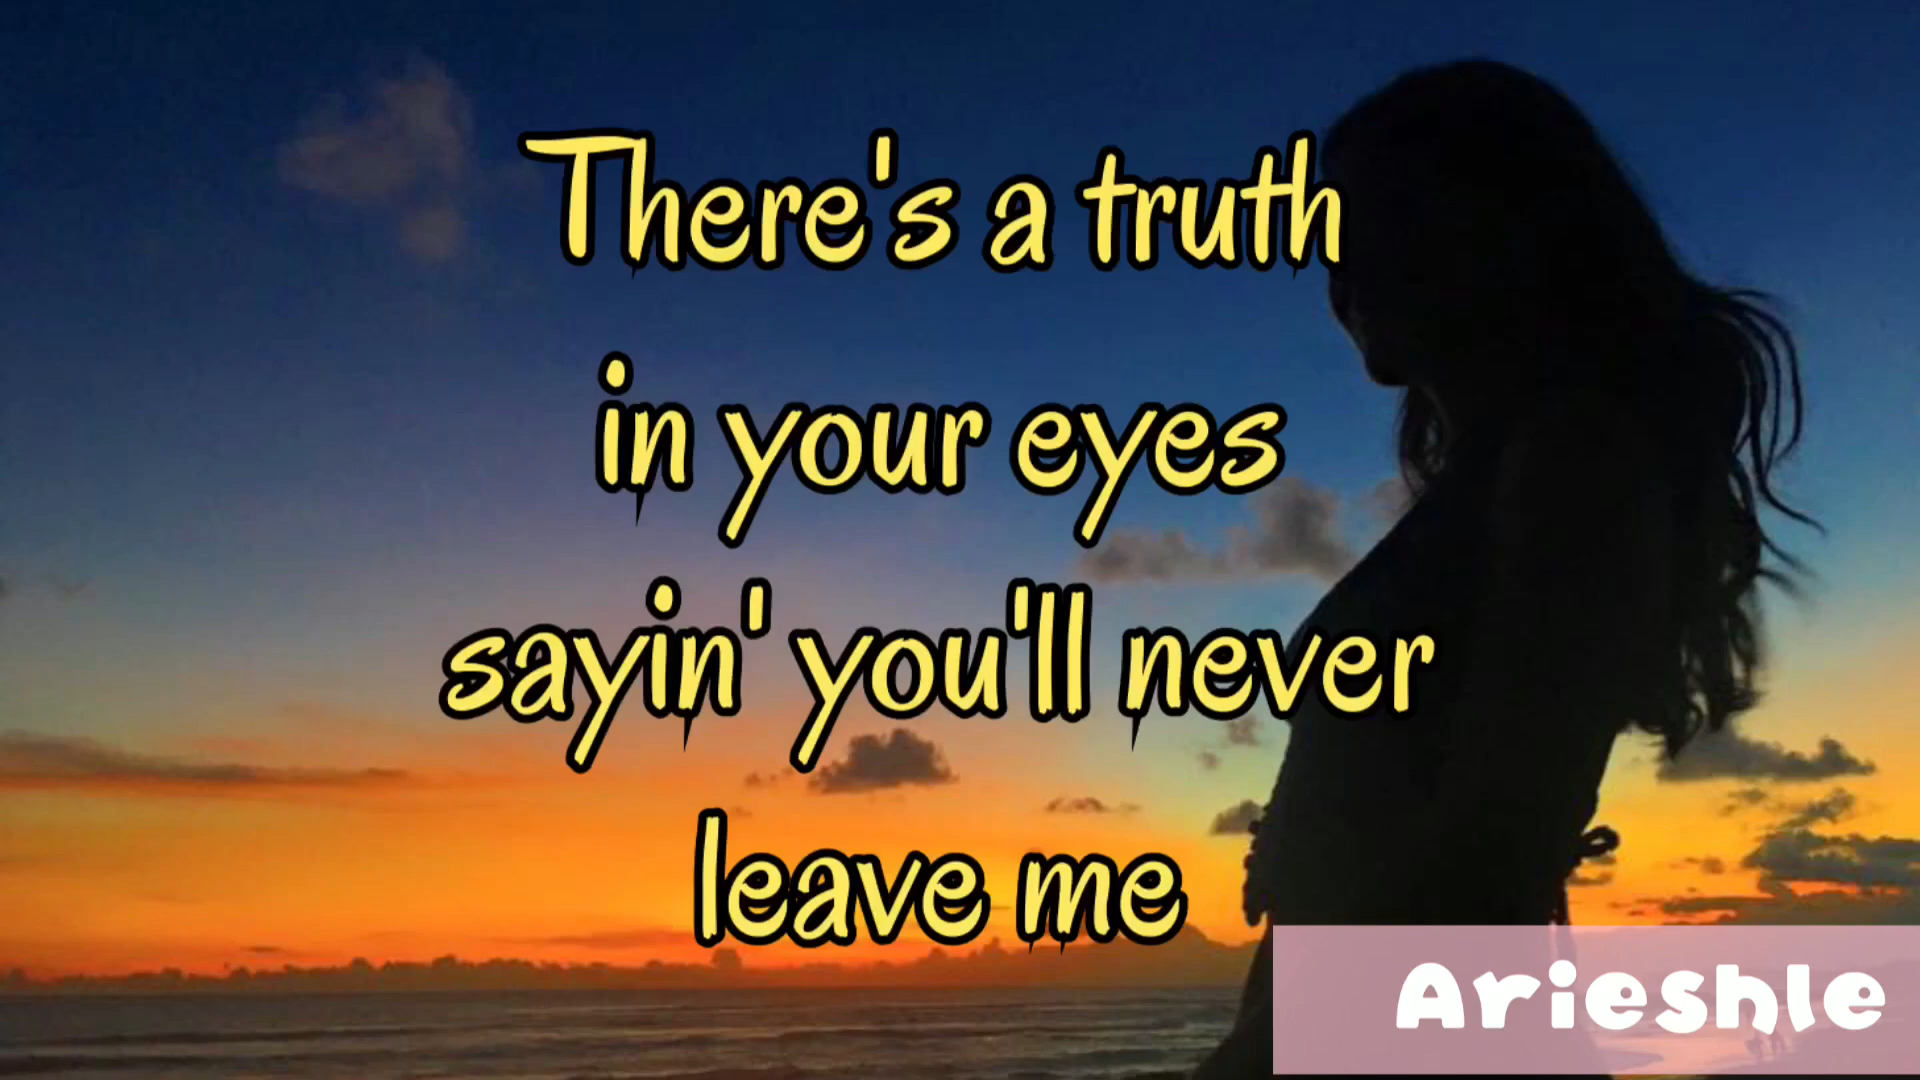 There's a truth
in your eyes
sayin' you'll never
leave me
Arieshle